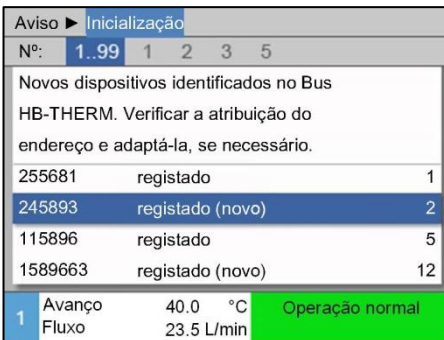 Aviso ► Inicialização
Nº: 1..99 1 2 3 5
Novos dispositivos identificados no Bus
HB-THERM. Verificar a atribuição do
endereço e adaptá-la, se necessário.
255681 registado 1
245893 registado (novo) 2
115896 registado 5
1589663 registado (novo) 12
1 Avanço 40.0 °C Operação normal
Fluxo 23.5 L/min